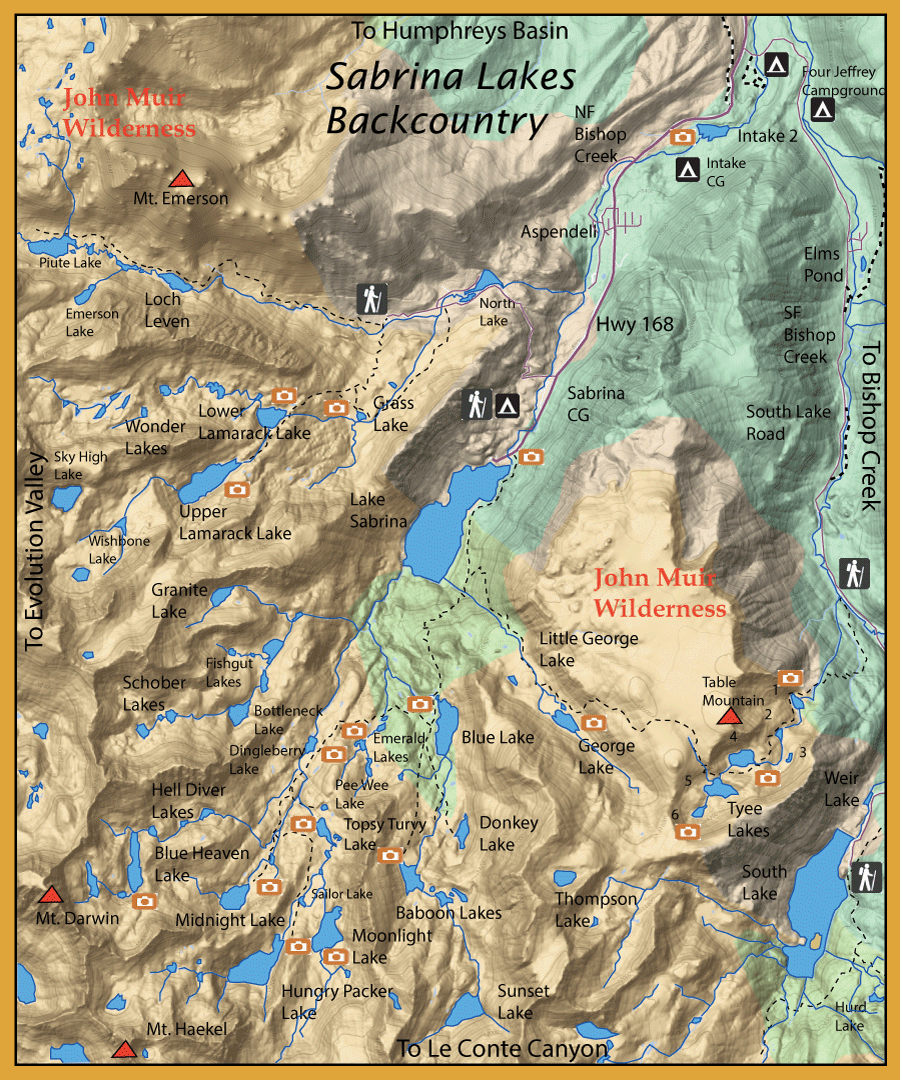 To Humphreys Basin
Sabrina Lakes
Backcountry
John Muir
Wilderness
Four Jeffrey
Campground
NF
Bishop
Creek
Intake 2
Intake
CG
Mt. Emerson
Aspendell
Elms
Pond
Piute Lake
Emerson
Lake
Loch
Leven
North
Lake
SF
Bishop
Creek
Hwy 168
To Bishop Creek
Sabrina
CG
Grass
Lake
Lower
Lamarack Lake
Wonder
Lakes
South Lake
Road
Sky High
Lake
To Evolution Valley
Upper
Lamarack Lake
Lake
Sabrina
Wishbone
Lake
Granite
Lake
John Muir
Wilderness
Little George
Lake
Fishgut
Lakes
Schober
Lakes
Table
Mountain
1
2
3
4
5
6
Bottleneck
Lake
Dingleberry
Lake
Emerald
Lakes
Blue Lake
George
Lake
Hell Diver
Lakes
Pee Wee
Lake
Weir
Lake
Tyee
Lakes
Topsy Turvy
Lake
Donkey
Lake
Blue Heaven
Lake
South
Lake
Sailor Lake
Thompson
Lake
Mt. Darwin
Midnight Lake
Baboon Lakes
Moonlight
Lake
Hungry Packer
Lake
Sunset
Lake
Hurd
Lake
Mt. Haekel
To Le Conte Canyon